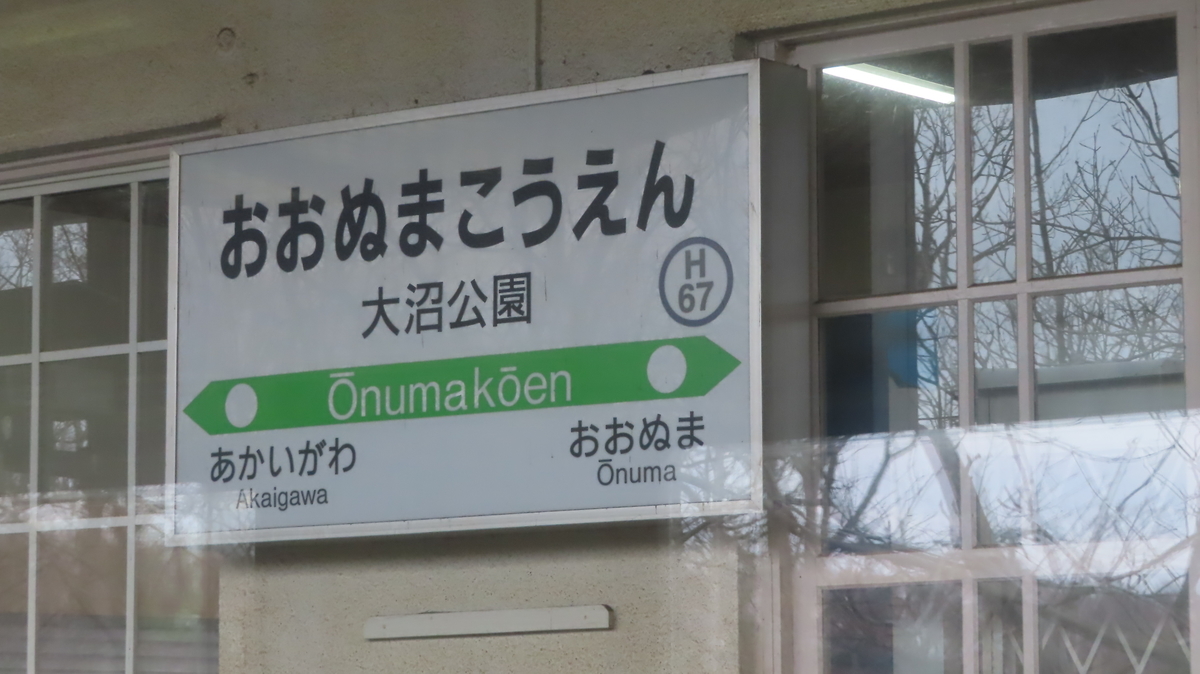 おおぬまこうえん
大沼公園
H
67
Ōnumakōen
あかいがわ
Akaigawa
おおぬま
Ōnuma